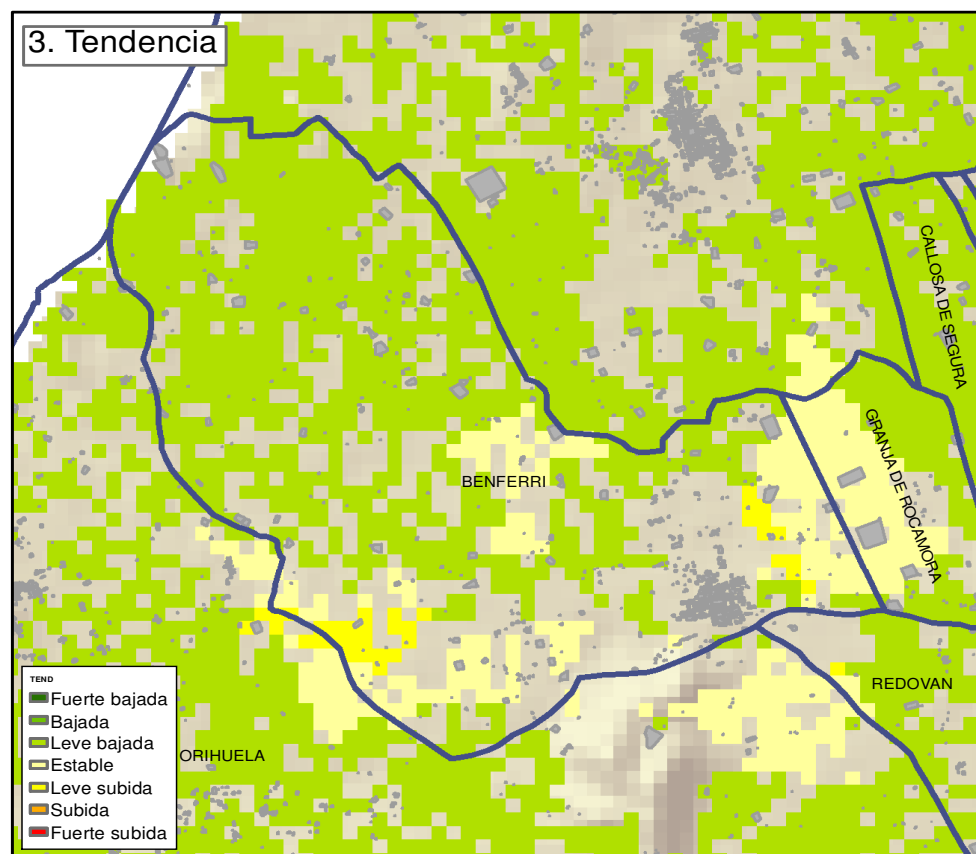 3. Tendencia
CALLOSA DE SEGURA
GRANJA DE ROCAMORA
BENFERRI
REDOVAN
ORIHUELA
TEND
Fuerte bajada
Bajada
Leve bajada
Estable
Leve subida
Subida
Fuerte subida